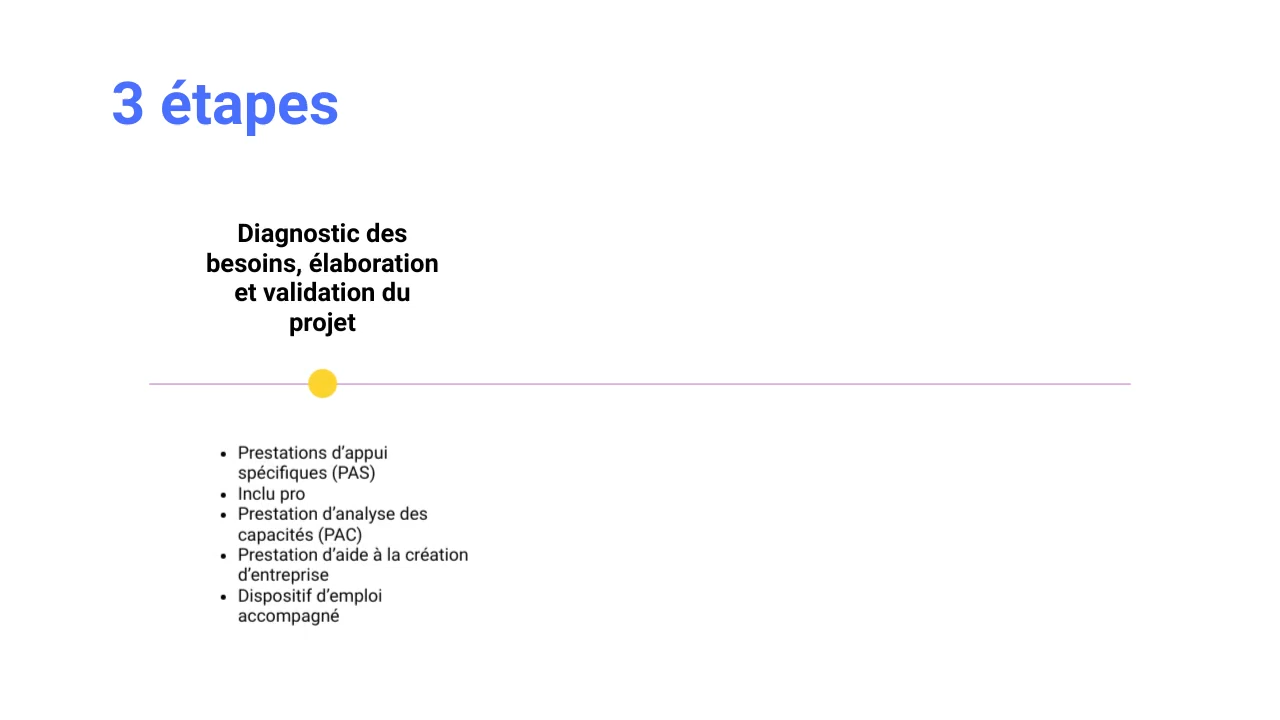 3 étapes
Diagnostic des
besoins, élaboration
et validation du
projet
• Prestations d’appui
spécifiques (PAS)
• Inclu pro
• Prestation d’analyse des
capacités (PAC)
• Prestation d’aide à la création
d’entreprise
• Dispositif d’emploi
accompagné